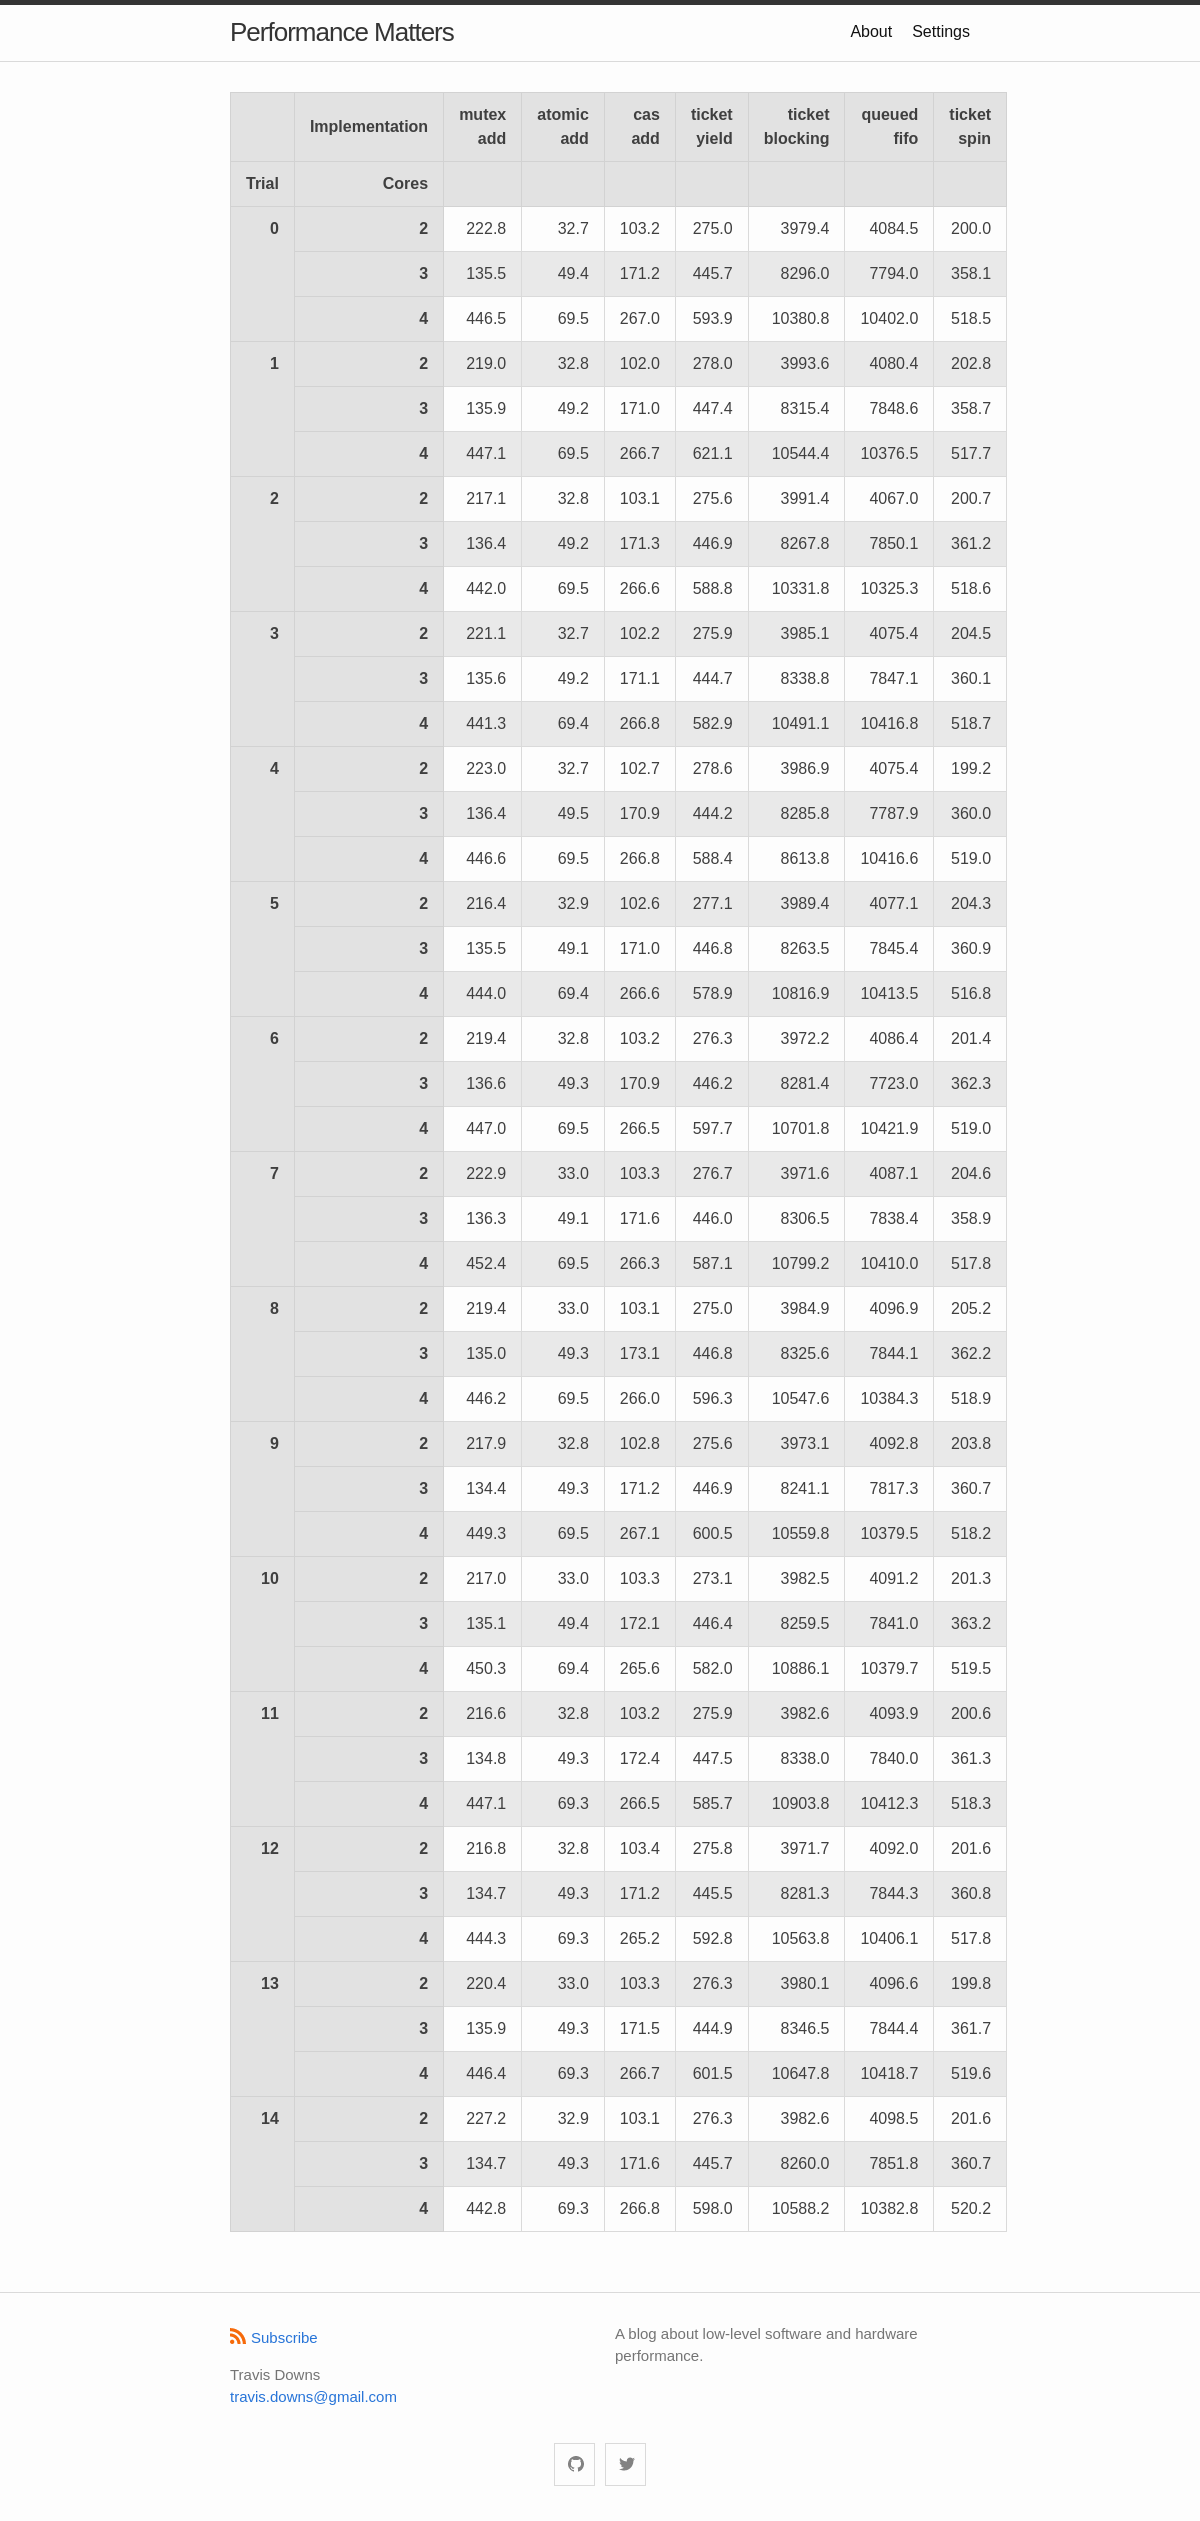 Performance Matters
About Settings
Implementation mutex add atomic add cas add ticket yield ticket blocking queued fifo ticket spin
Trial Cores
0 2 222.8 32.7 103.2 275.0 3979.4 4084.5 200.0
3 135.5 49.4 171.2 445.7 8296.0 7794.0 358.1
4 446.5 69.5 267.0 593.9 10380.8 10402.0 518.5
1 2 219.0 32.8 102.0 278.0 3993.6 4080.4 202.8
3 135.9 49.2 171.0 447.4 8315.4 7848.6 358.7
4 447.1 69.5 266.7 621.1 10544.4 10376.5 517.7
2 2 217.1 32.8 103.1 275.6 3991.4 4067.0 200.7
3 136.4 49.2 171.3 446.9 8267.8 7850.1 361.2
4 442.0 69.5 266.6 588.8 10331.8 10325.3 518.6
3 2 221.1 32.7 102.2 275.9 3985.1 4075.4 204.5
3 135.6 49.2 171.1 444.7 8338.8 7847.1 360.1
4 441.3 69.4 266.8 582.9 10491.1 10416.8 518.7
4 2 223.0 32.7 102.7 278.6 3986.9 4075.4 199.2
3 136.4 49.5 170.9 444.2 8285.8 7787.9 360.0
4 446.6 69.5 266.8 588.4 8613.8 10416.6 519.0
5 2 216.4 32.9 102.6 277.1 3989.4 4077.1 204.3
3 135.5 49.1 171.0 446.8 8263.5 7845.4 360.9
4 444.0 69.4 266.6 578.9 10816.9 10413.5 516.8
6 2 219.4 32.8 103.2 276.3 3972.2 4086.4 201.4
3 136.6 49.3 170.9 446.2 8281.4 7723.0 362.3
4 447.0 69.5 266.5 597.7 10701.8 10421.9 519.0
7 2 222.9 33.0 103.3 276.7 3971.6 4087.1 204.6
3 136.3 49.1 171.6 446.0 8306.5 7838.4 358.9
4 452.4 69.5 266.3 587.1 10799.2 10410.0 517.8
8 2 219.4 33.0 103.1 275.0 3984.9 4096.9 205.2
3 135.0 49.3 173.1 446.8 8325.6 7844.1 362.2
4 446.2 69.5 266.0 596.3 10547.6 10384.3 518.9
9 2 217.9 32.8 102.8 275.6 3973.1 4092.8 203.8
3 134.4 49.3 171.2 446.9 8241.1 7817.3 360.7
4 449.3 69.5 267.1 600.5 10559.8 10379.5 518.2
10 2 217.0 33.0 103.3 273.1 3982.5 4091.2 201.3
3 135.1 49.4 172.1 446.4 8259.5 7841.0 363.2
4 450.3 69.4 265.6 582.0 10886.1 10379.7 519.5
11 2 216.6 32.8 103.2 275.9 3982.6 4093.9 200.6
3 134.8 49.3 172.4 447.5 8338.0 7840.0 361.3
4 447.1 69.3 266.5 585.7 10903.8 10412.3 518.3
12 2 216.8 32.8 103.4 275.8 3971.7 4092.0 201.6
3 134.7 49.3 171.2 445.5 8281.3 7844.3 360.8
4 444.3 69.3 265.2 592.8 10563.8 10406.1 517.8
13 2 220.4 33.0 103.3 276.3 3980.1 4096.6 199.8
3 135.9 49.3 171.5 444.9 8346.5 7844.4 361.7
4 446.4 69.3 266.7 601.5 10647.8 10418.7 519.6
14 2 227.2 32.9 103.1 276.3 3982.6 4098.5 201.6
3 134.7 49.3 171.6 445.7 8260.0 7851.8 360.7
4 442.8 69.3 266.8 598.0 10588.2 10382.8 520.2
Subscribe
Travis Downs
travis.downs@gmail.com
A blog about low-level software and hardware
performance.